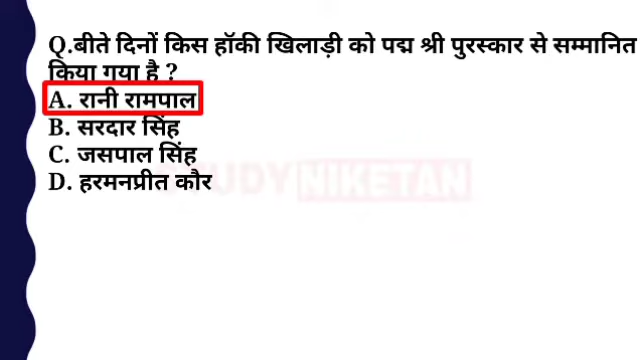 Q.बीते दिनों किस हॉकी खिलाड़ी को पद्म श्री पुरस्कार से सम्मानित
किया गया है ?
A. रानी रामपाल
B. सरदार सिंह
C. जसपाल सिंह
D. हरमनप्रीत कौर
STUDY NIKETAN